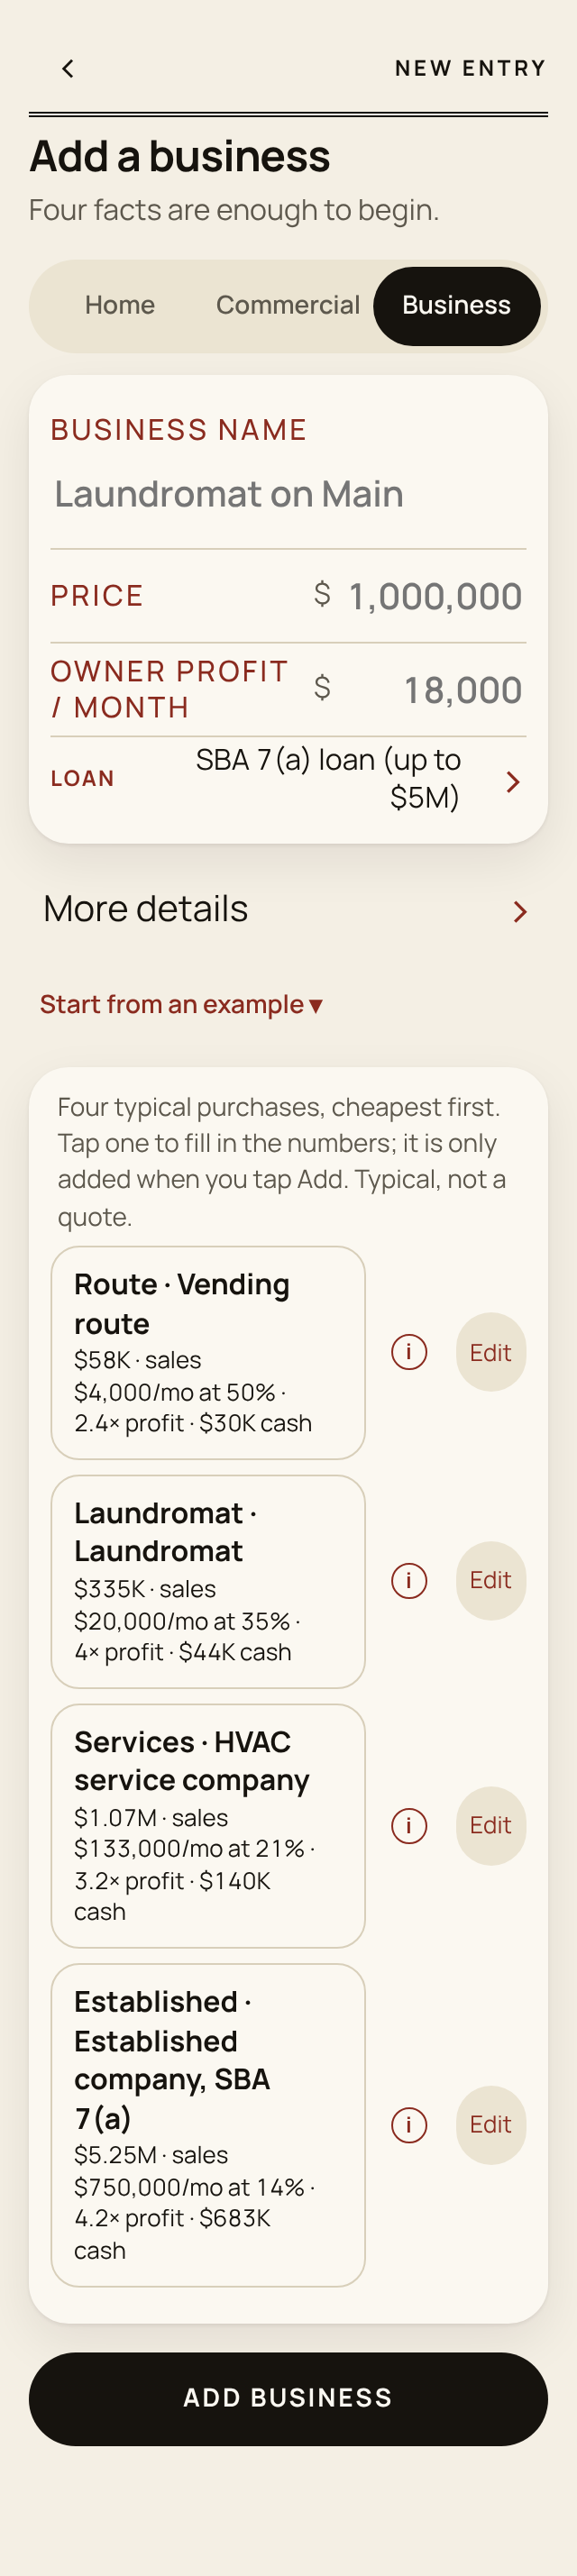 NEW ENTRY
Add a business
Four facts are enough to begin.
Home Commercial Business
BUSINESS NAME
Laundromat on Main
PRICE $ 1,000,000
OWNER PROFIT
/ MONTH
$ 18,000
LOAN
SBA 7(a) loan (up to
$5M)
More details
Start from an example ▾
Four typical purchases, cheapest first.
Tap one to fill in the numbers; it is only
added when you tap Add. Typical, not a
quote.
Route · Vending
route
$58K · sales
$4,000/mo at 50% ·
2.4× profit · $30K cash
i Edit
Laundromat ·
Laundromat
$335K · sales
$20,000/mo at 35% ·
4× profit · $44K cash
i Edit
Services · HVAC
service company
$1.07M · sales
$133,000/mo at 21% ·
3.2× profit · $140K
cash
i Edit
Established ·
Established
company, SBA
7(a)
$5.25M · sales
$750,000/mo at 14% ·
4.2× profit · $683K
cash
i Edit
ADD BUSINESS